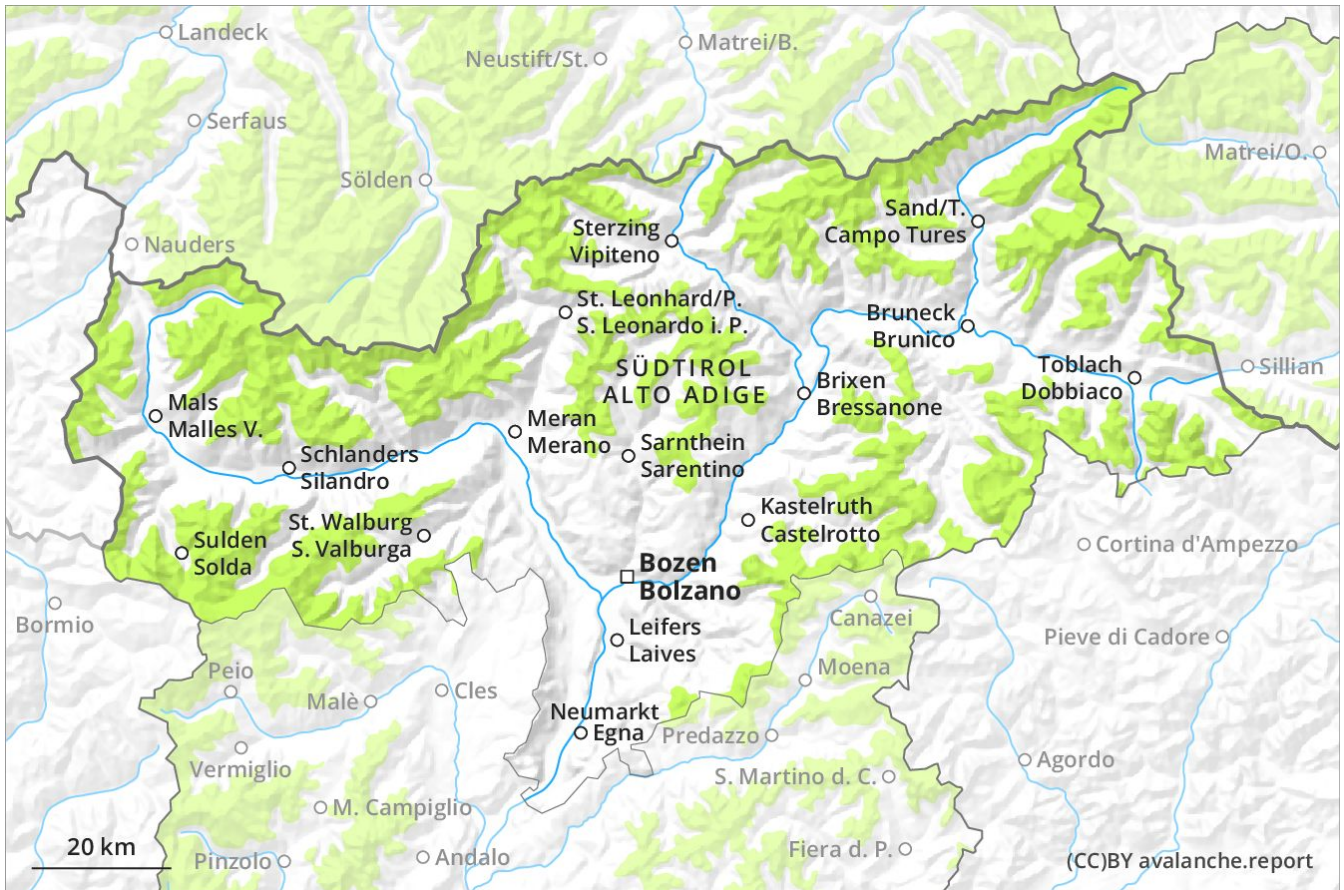 Landeck
Matrei/B.
Neustift/St.
Serfaus
Matrei/O.
Sölden
Sand/T.
Campo Tures
Sterzing
Vipiteno
Nauders
St. Leonhard/P.
S. Leonardo i. P.
Bruneck
Brunico
SÜDTIROL
ALTO ADIGE
Toblach
Dobbiaco
Sillian
Brixen
Bressanone
Mals
Malles V.
Meran
Merano
Sarnthein
Sarentino
Schlanders
Silandro
Kastelruth
Castelrotto
St. Walburg
S. Valburga
Sulden
Solda
Cortina d'Ampezzo
Bozen
Bolzano
Bormio
Canazei
Leifers
Laives
Pieve di Cadore
Peio
Moena
Malè
Cles
Neumarkt
Egna
Predazzo
Vermiglio
Agordo
S. Martino d. C.
M. Campiglio
20 km
Pinzolo
Andalo
Fiera d. P.
(CC)BY avalanche.report